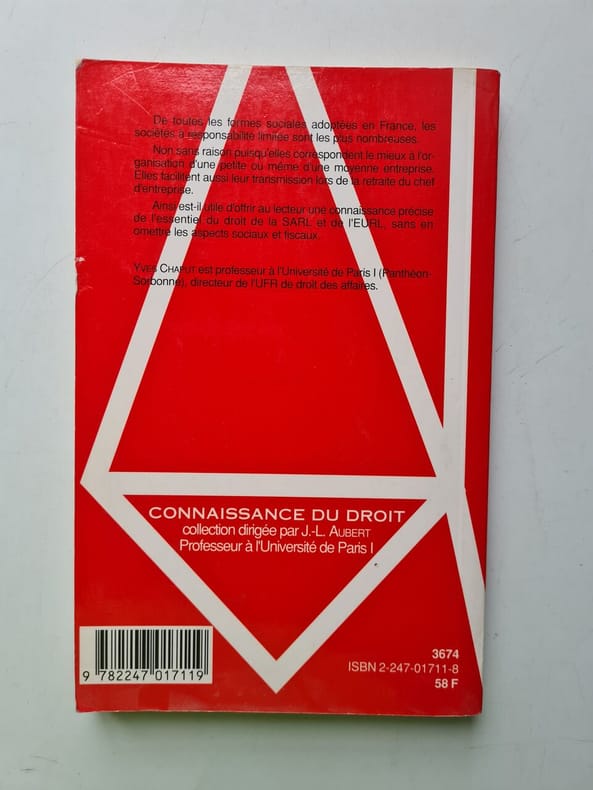 De toutes les formes sociales adoptées en France, les
sociétés à responsabilité limitée sont les plus nombreuses.
Non sans raison puisqu'elles correspondent le mieux à l'or-
ganisation d'une petite ou même d'une moyenne entreprise.
Elles facilitent aussi leur transmission lors de la retraite du chef
d'entreprise.
Ainsi est-il utile d'offrir au lecteur une connaissance précise
de l'essentiel du droit de la SARL et de l'EURL, sans en
omettre les aspects sociaux et fiscaux.
YVES CHAPUT est professeur à l'Université de Paris I (Panthéon-
Sorbonne), directeur de l'UFR de droit des affaires.
CONNAISSANCE DU DROIT
collection dirigée par J.-L. AUBERT
Professeur à l'Université de Paris I
3674
ISBN 2-247-01711-8
58 F
9 782247 017119